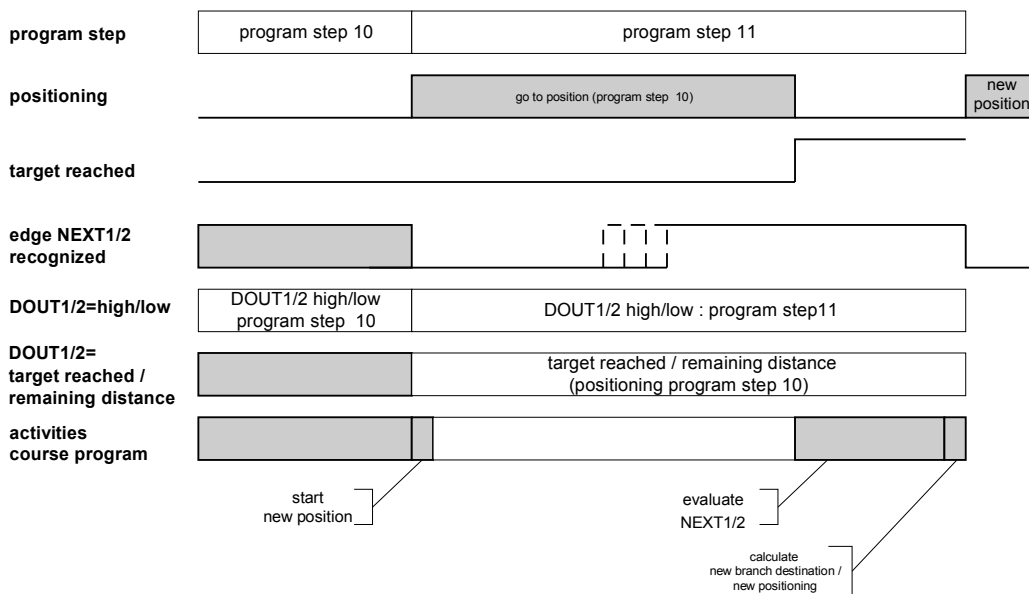 program step
program step 10
program step 11
positioning
go to position (program step 10)
new
position
target reached
edge NEXT1/2
recognized
DOUT1/2=high/low
DOUT1/2 high/low
program step 10
DOUT1/2 high/low : program step11
DOUT1/2=
target reached /
remaining distance
target reached / remaining distance
(positioning program step 10)
activities
course program
start
new position
evaluate
NEXT1/2
calculate
new branch destination /
new positioning